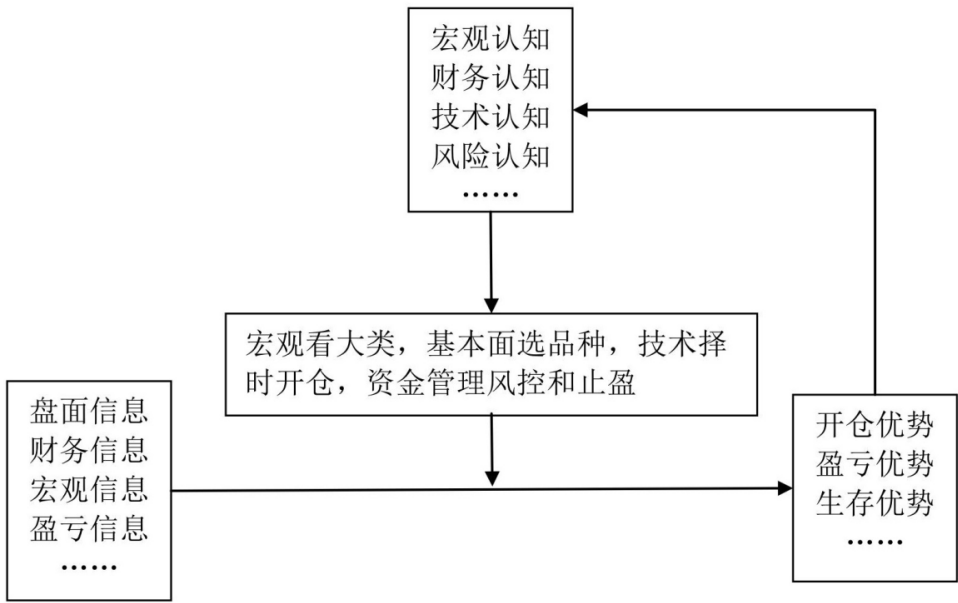 宏观认知
财务认知
技术认知
风险认知
……
宏观看大类，基本面选品种，技术择
时开仓，资金管理风控和止盈
盘面信息
财务信息
宏观信息
盈亏信息
……
开仓优势
盈亏优势
生存优势
……